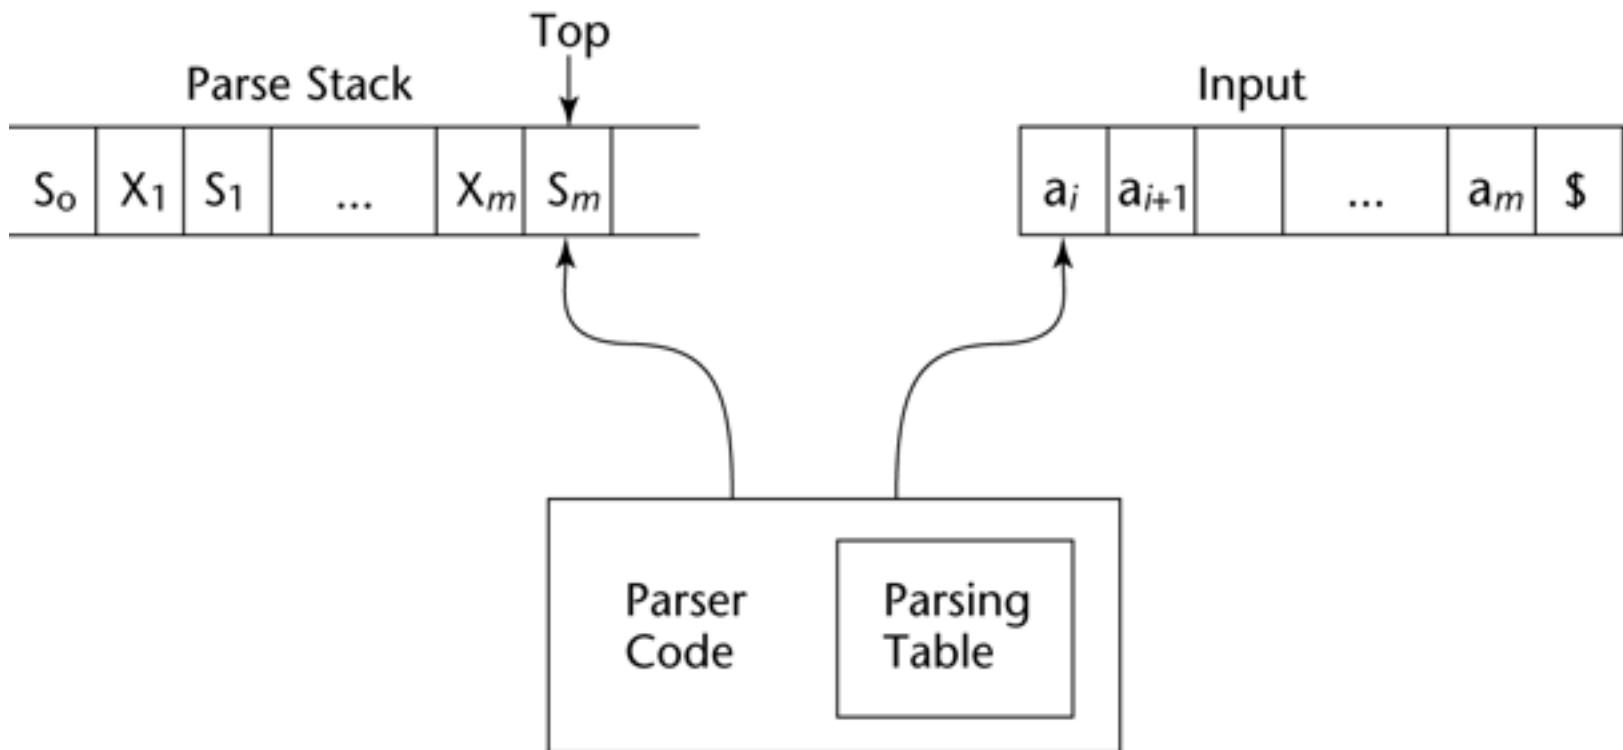 Top
Parse Stack
Input
S₀ X₁ S₁ ... Xₘ Sₘ
aᵢ aᵢ₊₁ ... aₘ $
Parser
Code
Parsing
Table